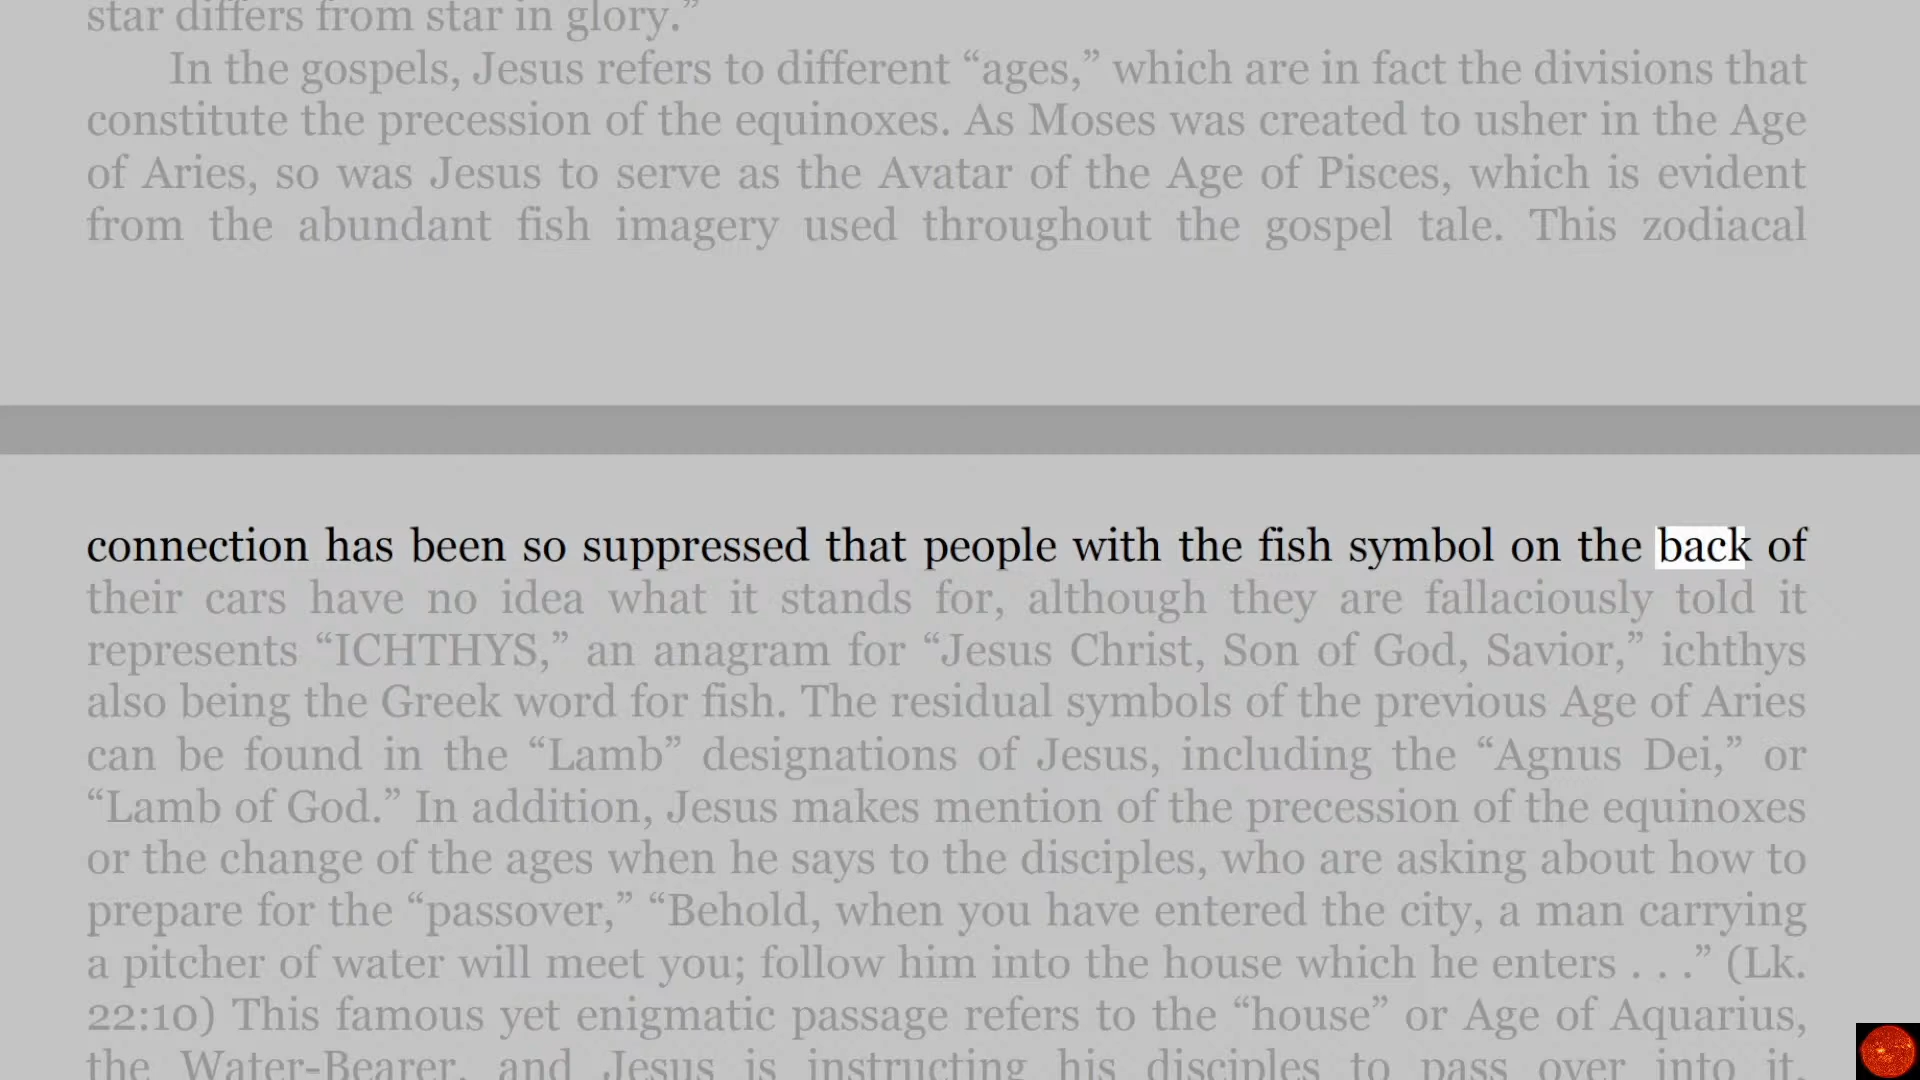 star differs from star in glory.”
In the gospels, Jesus refers to different “ages,” which are in fact the divisions that
constitute the precession of the equinoxes. As Moses was created to usher in the Age
of Aries, so was Jesus to serve as the Avatar of the Age of Pisces, which is evident
from the abundant fish imagery used throughout the gospel tale. This zodiacal
connection has been so suppressed that people with the fish symbol on the back of
their cars have no idea what it stands for, although they are fallaciously told it
represents “ICHTHYS,” an anagram for “Jesus Christ, Son of God, Savior,” ichthys
also being the Greek word for fish. The residual symbols of the previous Age of Aries
can be found in the “Lamb” designations of Jesus, including the “Agnus Dei,” or
“Lamb of God.” In addition, Jesus makes mention of the precession of the equinoxes
or the change of the ages when he says to the disciples, who are asking about how to
prepare for the “passover,” “Behold, when you have entered the city, a man carrying
a pitcher of water will meet you; follow him into the house which he enters . . .” (Lk.
22:10) This famous yet enigmatic passage refers to the “house” or Age of Aquarius,
the Water-Bearer, and Jesus is instructing his disciples to pass over into it.